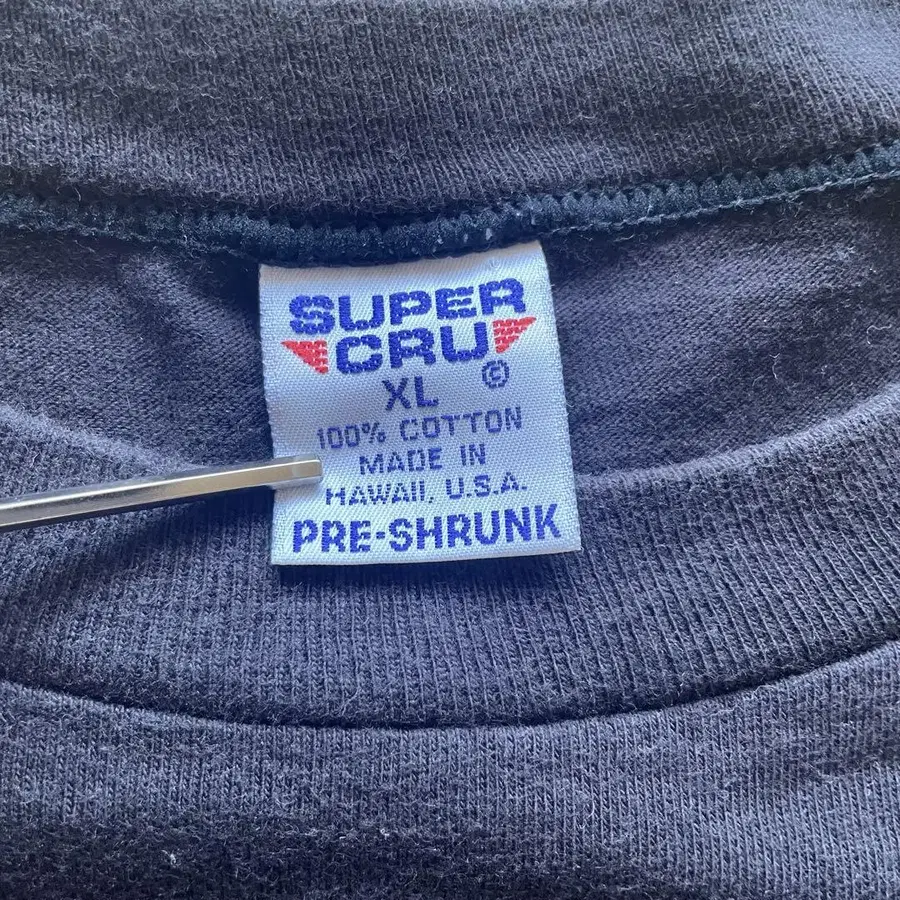 SUPER
CRU
©
XL
100% COTTON
MADE IN
HAWAII, U.S.A.
PRE-SHRUNK